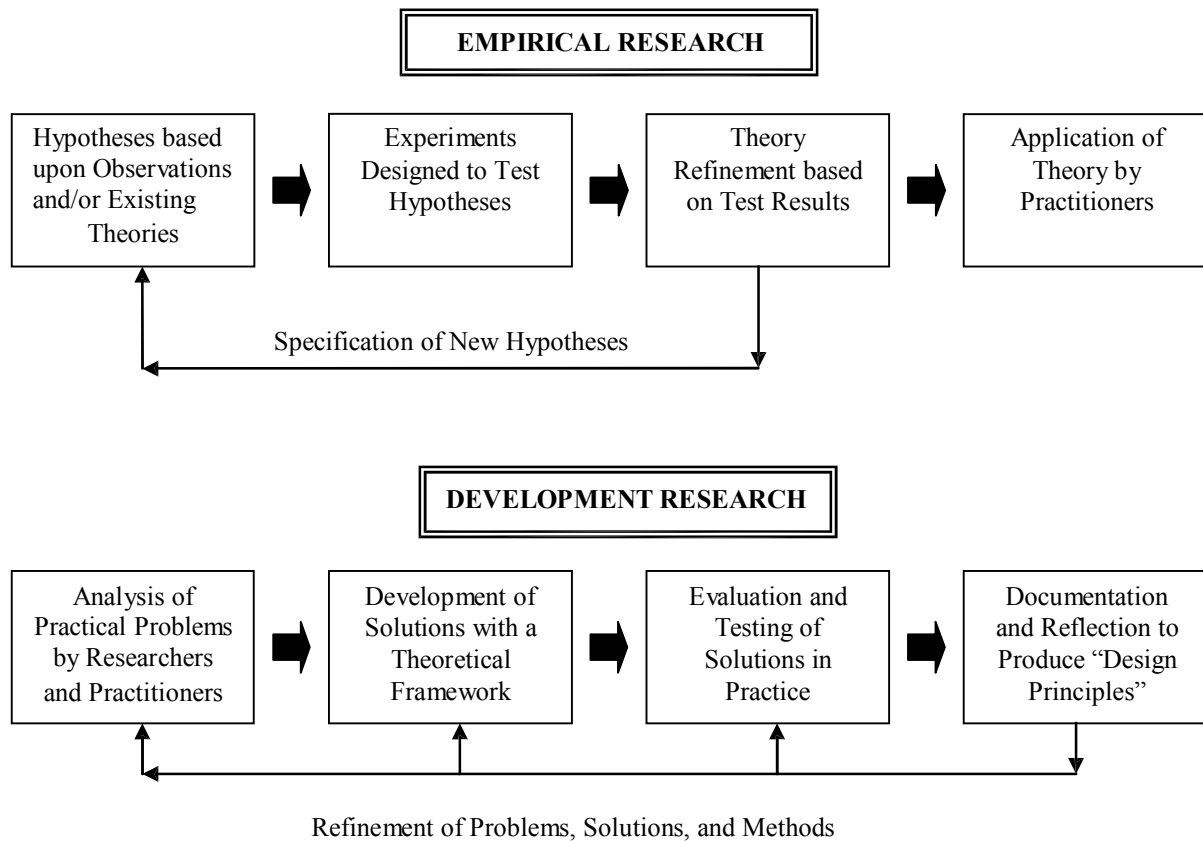 EMPIRICAL RESEARCH
Hypotheses based
upon Observations
and/or Existing
Theories
Experiments
Designed to Test
Hypotheses
Theory
Refinement based
on Test Results
Application of
Theory by
Practitioners
Specification of New Hypotheses
DEVELOPMENT RESEARCH
Analysis of
Practical Problems
by Researchers
and Practitioners
Development of
Solutions with a
Theoretical
Framework
Evaluation and
Testing of
Solutions in
Practice
Documentation
and Reflection to
Produce “Design
Principles”
Refinement of Problems, Solutions, and Methods